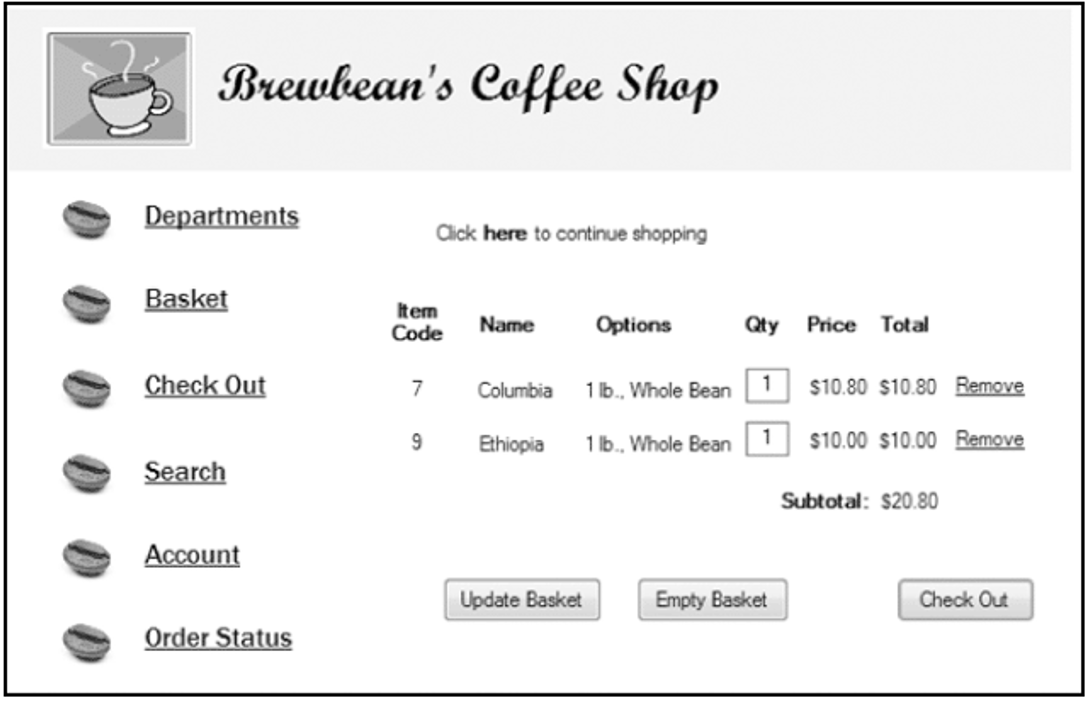 Brewbean's Coffee Shop
Departments
Click here to continue shopping
Basket
Item Code Name Options Qty Price Total
Check Out
7 Columbia 1 lb., Whole Bean 1 $10.80 $10.80 Remove
9 Ethiopia 1 lb., Whole Bean 1 $10.00 $10.00 Remove
Search
Subtotal: $20.80
Account
Update Basket Empty Basket Check Out
Order Status